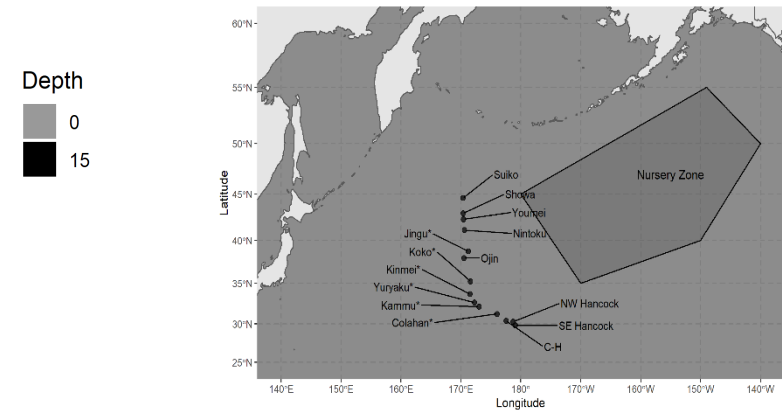 Depth
0
15
Latitude
60°N
55°N
50°N
45°N
40°N
35°N
30°N
25°N
Nursery Zone
Suiko
Showa
Youmei
Nintoku
Jingu*
Ojin
Koko*
Kinmei*
Yuryaku*
Kammu*
Colahan*
NW Hancock
SE Hancock
C-H
140°E
150°E
160°E
170°E
180°
170°W
160°W
150°W
140°W
Longitude